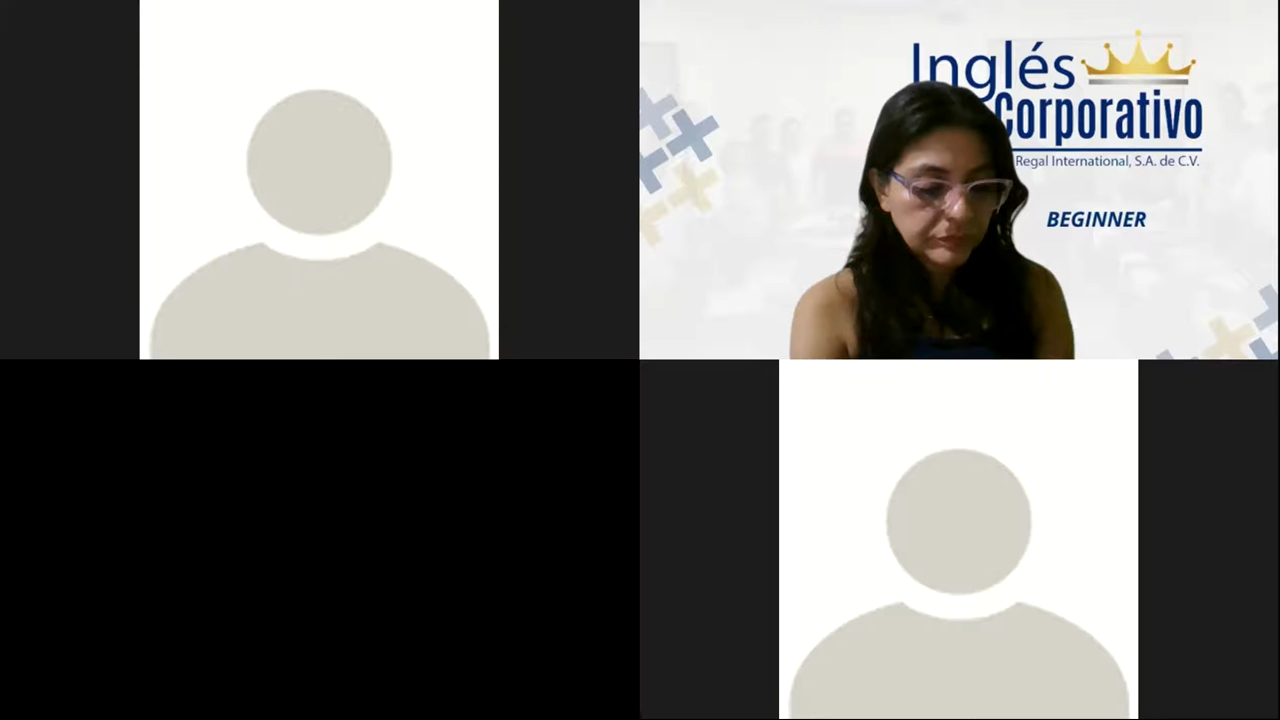 Inglés
Corporativo
Regal International, S.A. de C.V.
BEGINNER